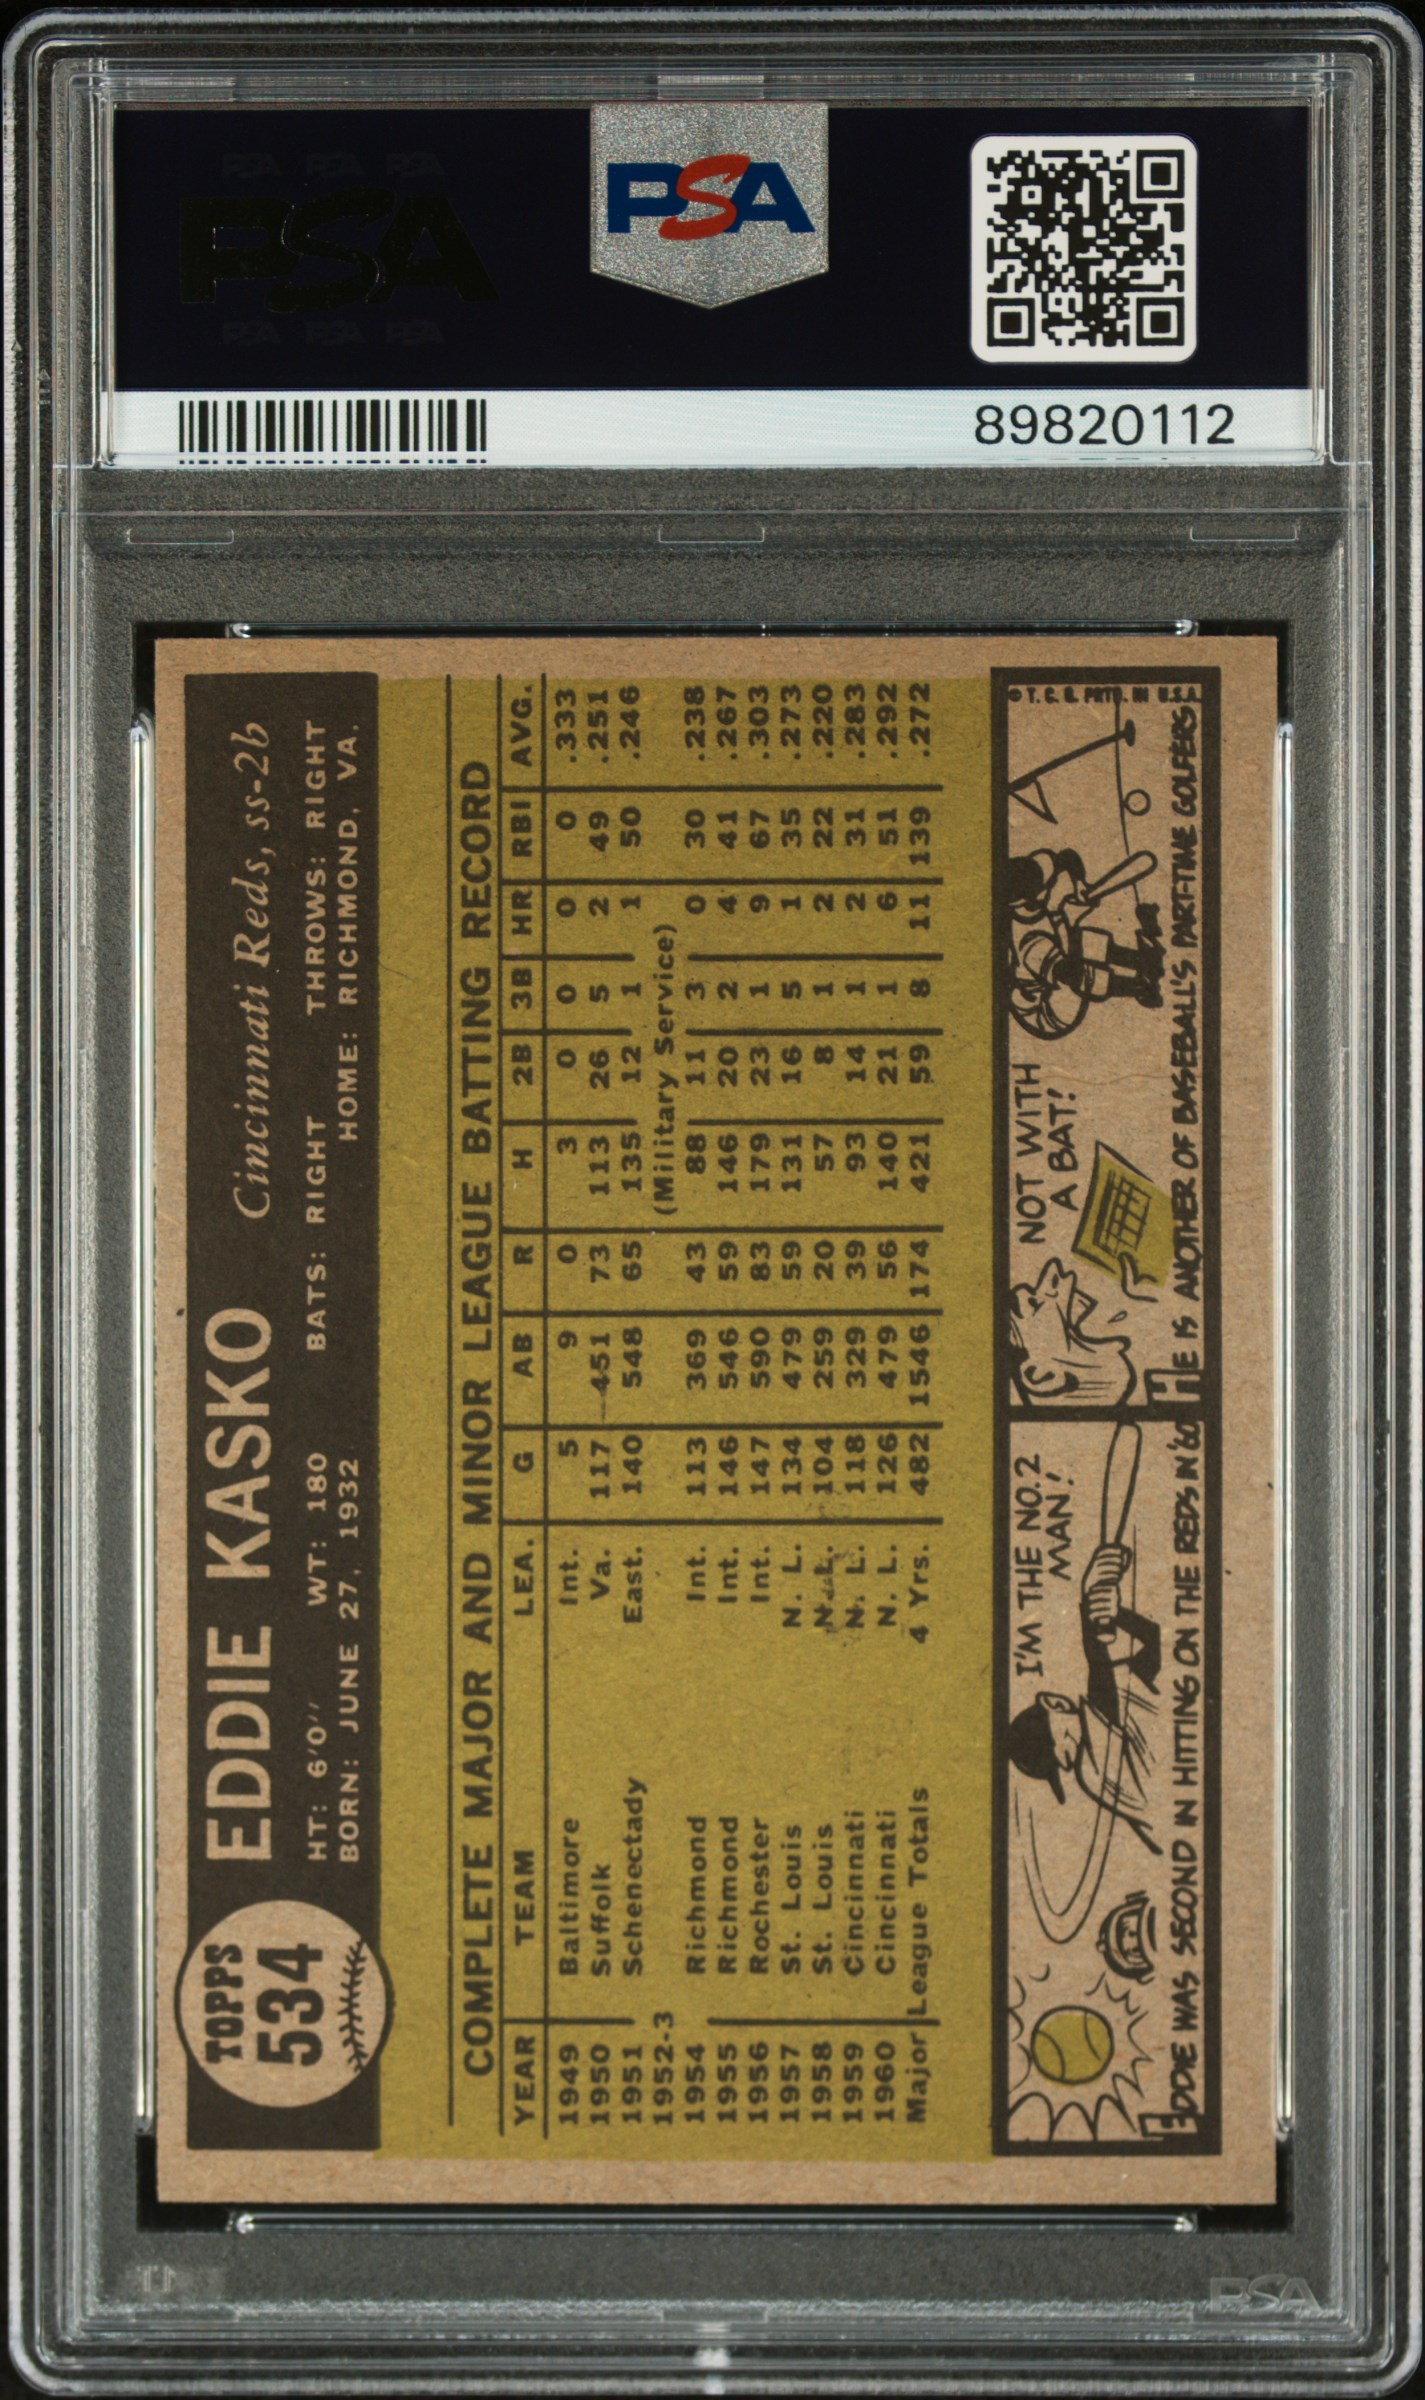 PSA PSA PSA
PSA
PSA PSA PSA
PSA
89820112
TOPPS
534
EDDIE KASKO Cincinnati Reds, ss-2b
HT: 6'0'' WT: 180 BATS: RIGHT THROWS: RIGHT
BORN: JUNE 27, 1932 HOME: RICHMOND, VA.
COMPLETE MAJOR AND MINOR LEAGUE BATTING RECORD
YEAR TEAM LEA. G AB R H 2B 3B HR RBI AVG.
1949 Baltimore Int. 5 9 0 3 0 0 0 0 .333
1950 Suffolk Va. 117 451 73 113 26 5 2 49 .251
1951 Schenectady East. 140 548 65 135 12 1 1 50 .246
1952-3 (Military Service)
1954 Richmond Int. 113 369 43 88 11 3 0 30 .238
1955 Richmond Int. 146 546 59 146 20 2 4 41 .267
1956 Rochester Int. 147 590 83 179 23 1 9 67 .303
1957 St. Louis N. L. 134 479 59 131 16 5 1 35 .273
1958 St. Louis N. L. 104 259 20 57 8 1 2 22 .220
1959 Cincinnati N. L. 118 329 39 93 14 1 2 31 .283
1960 Cincinnati N. L. 126 479 56 140 21 1 6 51 .292
Major League Totals 4 Yrs. 482 1546 174 421 59 8 11 139 .272
I'M THE NO.2
MAN!
EDDIE WAS SECOND IN HITTING ON THE REDS IN '60
NOT WITH
A BAT!
HE IS ANOTHER OF BASEBALL'S PART-TIME GOLFERS
© T. C. G. PRTD. IN U.S.A.
PSA